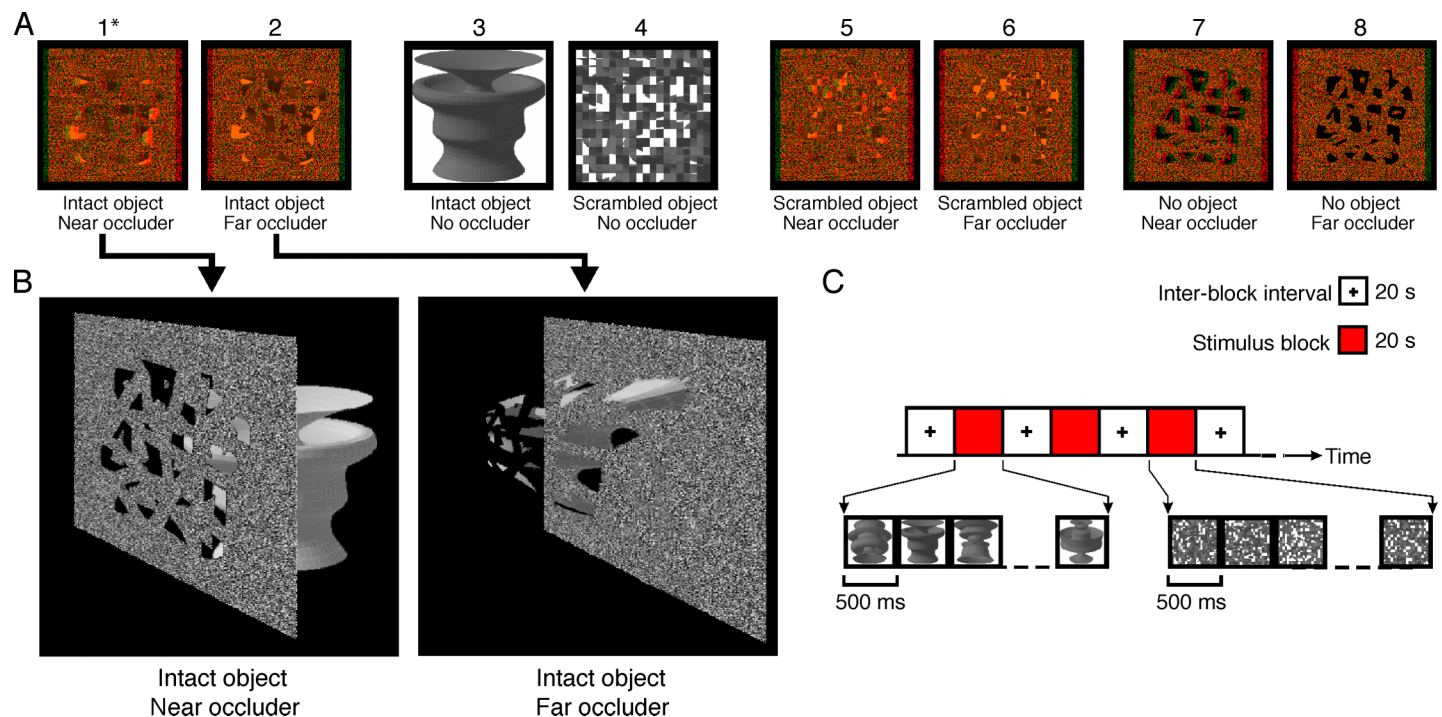 A
1* 2 3 4 5 6 7 8
Intact object
Near occluder
Intact object
Far occluder
Intact object
No occluder
Scrambled object
No occluder
Scrambled object
Near occluder
Scrambled object
Far occluder
No object
Near occluder
No object
Far occluder
B
Intact object
Near occluder
Intact object
Far occluder
C
Inter-block interval + 20 s
Stimulus block 20 s
+ + + +
Time
500 ms
500 ms